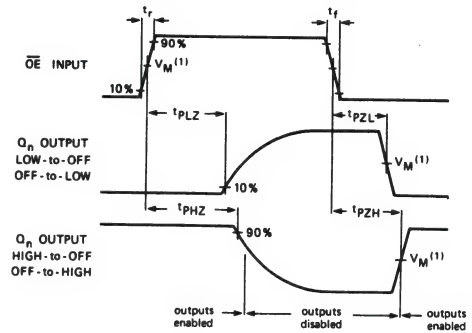 tr
tf
90%
OE INPUT
VM(1)
VM(1)
10%
tPLZ
tPZL
Qn OUTPUT
LOW-to-OFF
OFF-to-LOW
VM(1)
10%
tPHZ
tPZH
90%
Qn OUTPUT
HIGH-to-OFF
OFF-to-HIGH
VM(1)
outputs
enabled
outputs
disabled
outputs
enabled